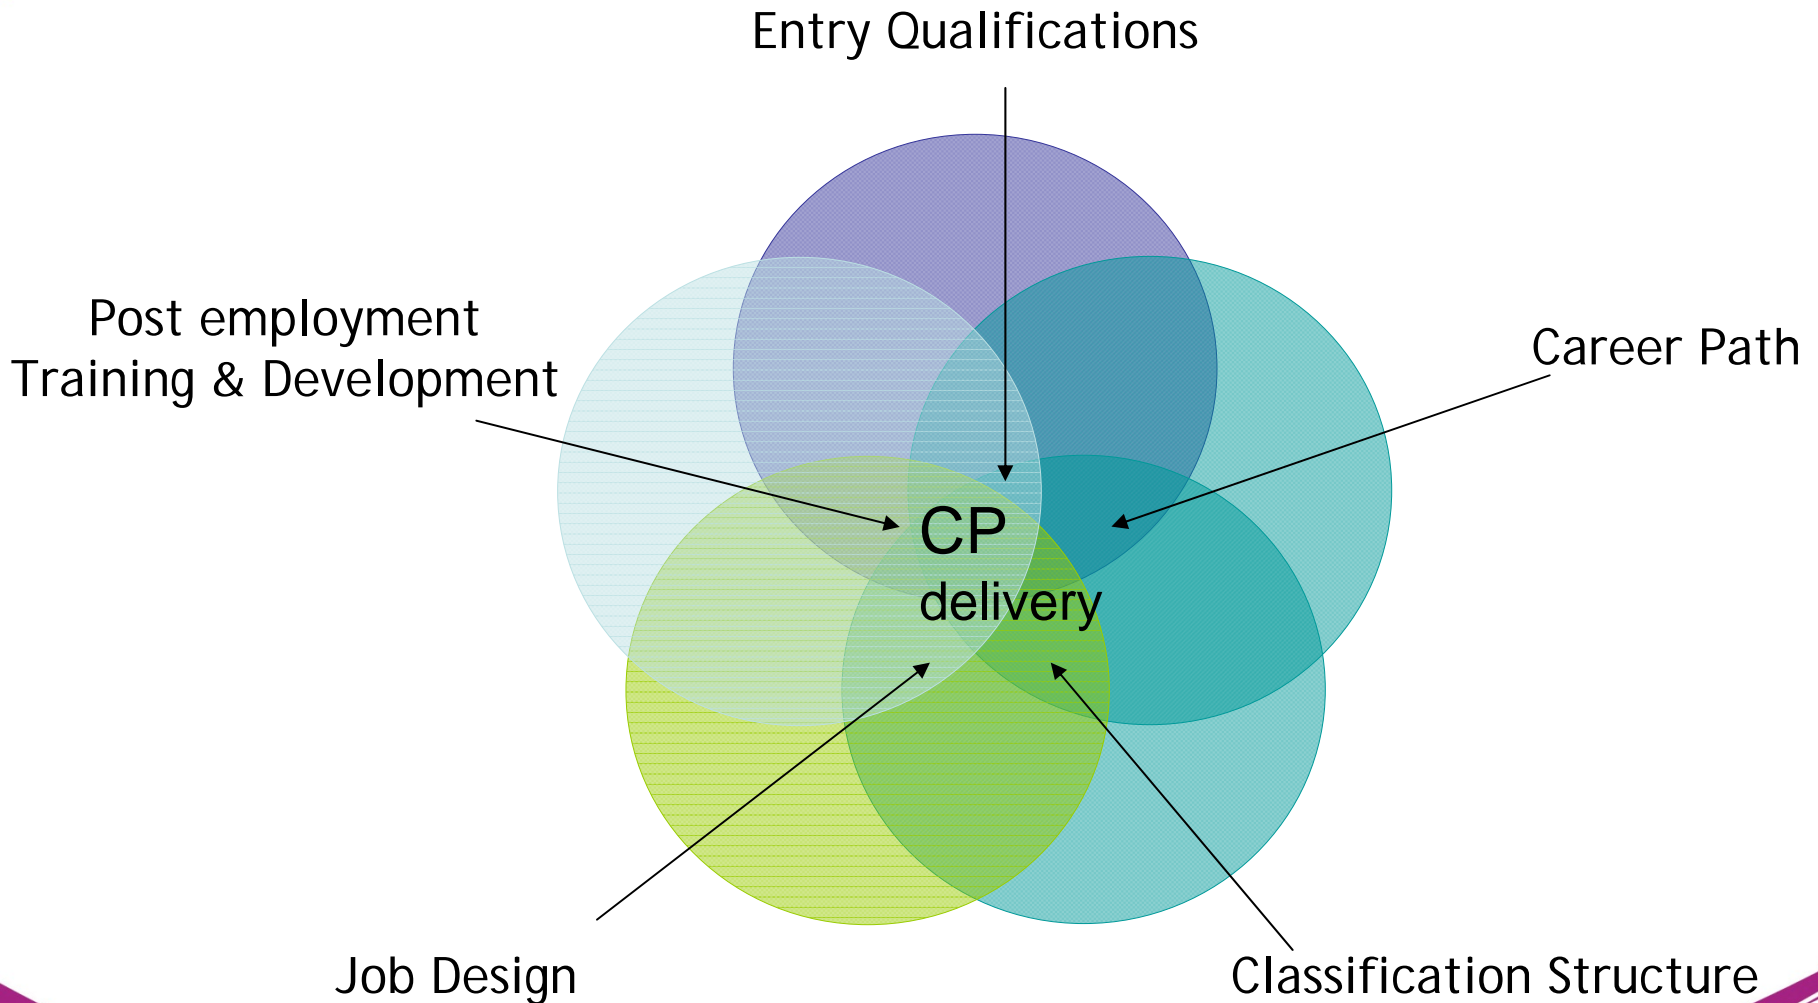 Entry Qualifications
Post employment
Training & Development
Career Path
CP
delivery
Job Design
Classification Structure